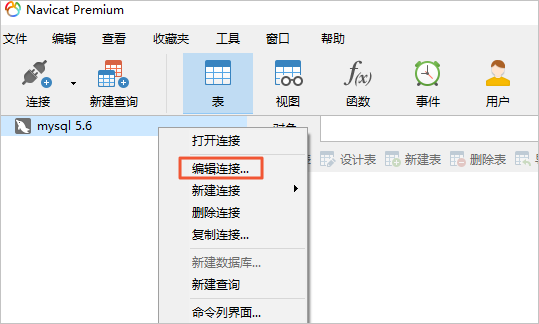 Navicat Premium
文件 编辑 查看 收藏夹 工具 窗口 帮助
连接 新建查询 表 视图 f(x) 函数 事件 用户
mysql 5.6
打开连接
设计表 新建表 删除表
编辑连接...
新建连接
删除连接
复制连接...
新建数据库...
新建查询
命令列界面...